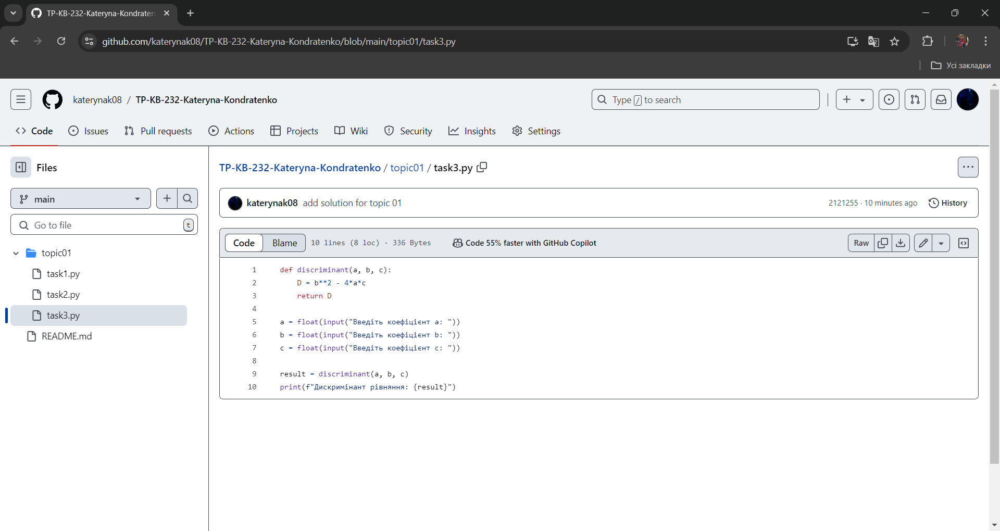 TP-KB-232-Kateryna-Kondraten
github.com/katerynak08/TP-KB-232-Kateryna-Kondratenko/blob/main/topic01/task3.py
Усі закладки
katerynak08 / TP-KB-232-Kateryna-Kondratenko
Type / to search
Code Issues Pull requests Actions Projects Wiki Security Insights Settings
Files
main
Go to file t
topic01
task1.py
task2.py
task3.py
README.md
TP-KB-232-Kateryna-Kondratenko / topic01 / task3.py
katerynak08 add solution for topic 01 2121255 · 10 minutes ago History
Code Blame 10 lines (8 loc) · 336 Bytes Code 55% faster with GitHub Copilot Raw
1 def discriminant(a, b, c):
2 D = b**2 - 4*a*c
3 return D
4
5 a = float(input("Введіть коефіцієнт a: "))
6 b = float(input("Введіть коефіцієнт b: "))
7 c = float(input("Введіть коефіцієнт c: "))
8
9 result = discriminant(a, b, c)
10 print(f"Дискримінант рівняння: {result}")